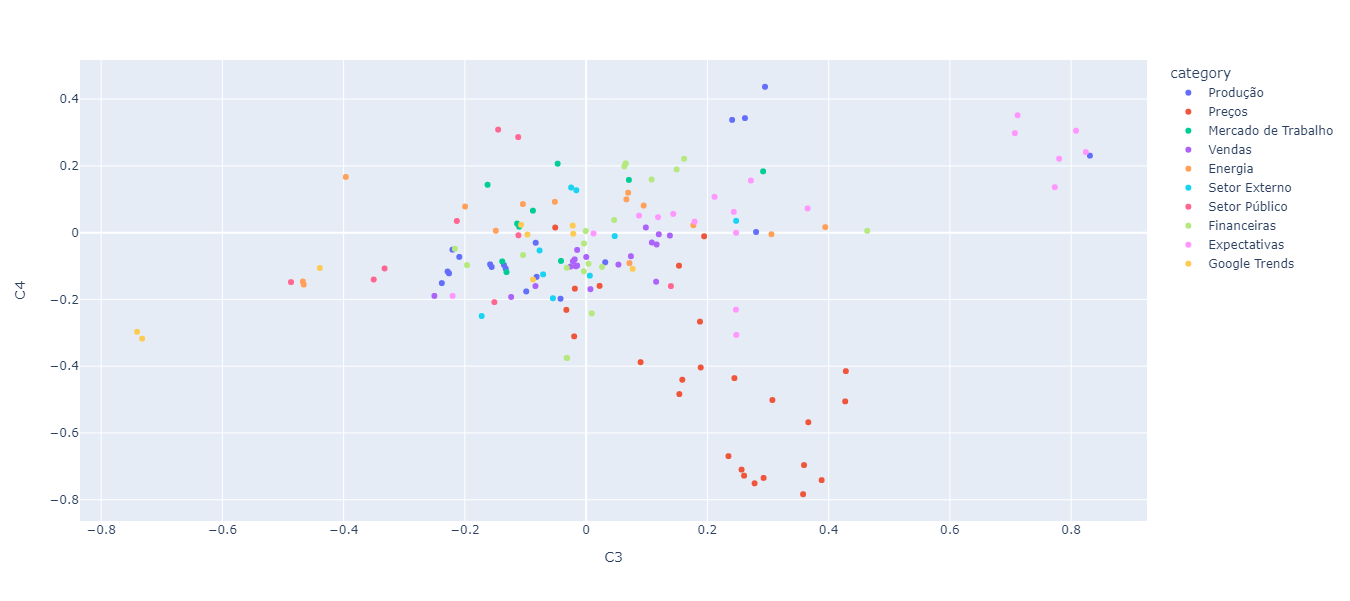 category
Produção
Preços
Mercado de Trabalho
Vendas
Energia
Setor Externo
Setor Público
Financeiras
Expectativas
Google Trends
C4
0.4
0.2
0
−0.2
−0.4
−0.6
−0.8
−0.8 −0.6 −0.4 −0.2 0 0.2 0.4 0.6 0.8
C3